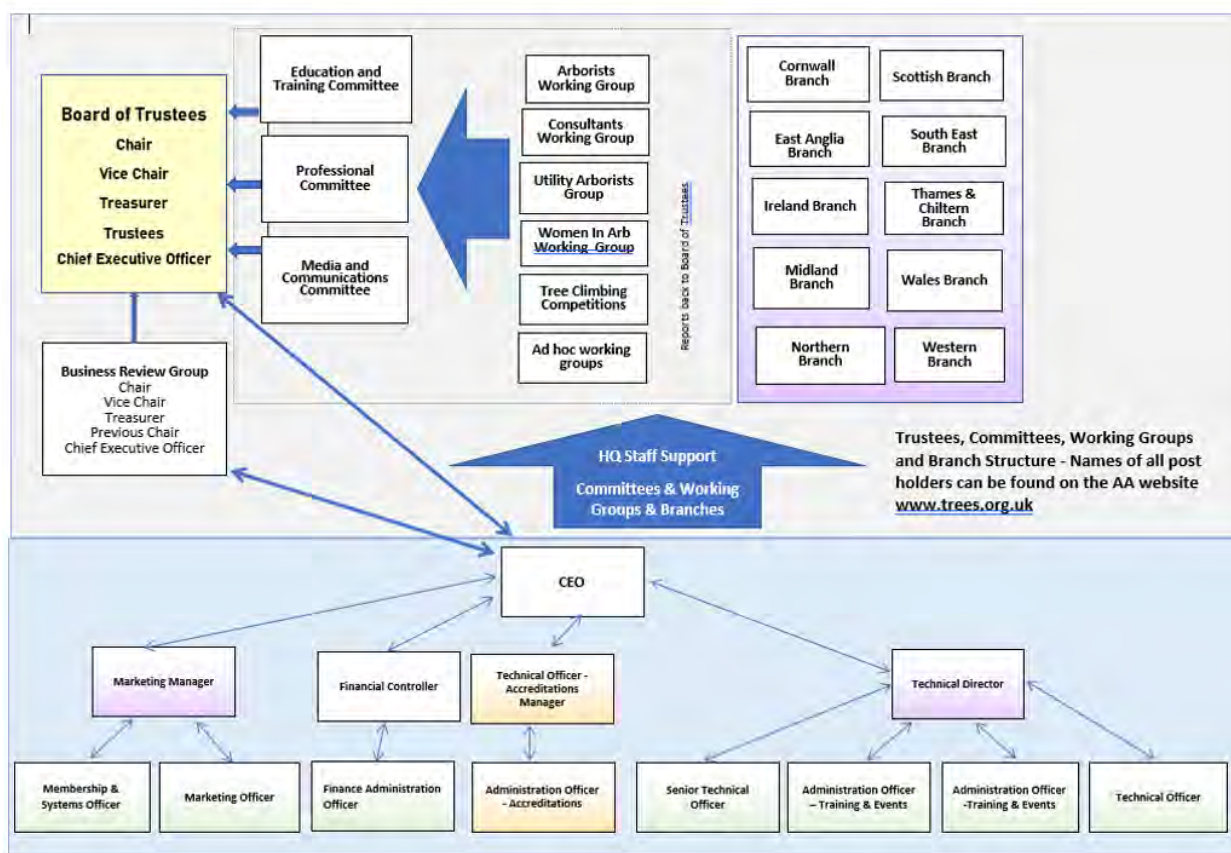 Board of Trustees
Chair
Vice Chair
Treasurer
Trustees
Chief Executive Officer
Business Review Group
Chair
Vice Chair
Treasurer
Previous Chair
Chief Executive Officer
Education and
Training Committee
Professional
Committee
Media and
Communications
Committee
Arborists
Working Group
Consultants
Working Group
Utility Arborists
Group
Women In Arb
Working Group
Tree Climbing
Competitions
Ad hoc working
groups
Reports back to Board of Trustees
Cornwall
Branch
Scottish Branch
East Anglia
Branch
South East
Branch
Ireland Branch
Thames &
Chiltern
Branch
Midland
Branch
Wales Branch
Northern
Branch
Western
Branch
HQ Staff Support
Committees & Working
Groups & Branches
Trustees, Committees, Working Groups
and Branch Structure - Names of all post
holders can be found on the AA website
www.trees.org.uk
CEO
Marketing Manager
Financial Controller
Technical Officer -
Accreditations
Manager
Technical Director
Membership &
Systems Officer
Marketing Officer
Finance Administration
Officer
Administration Officer
- Accreditations
Senior Technical
Officer
Administration Officer
– Training & Events
Administration Officer
-Training & Events
Technical Officer